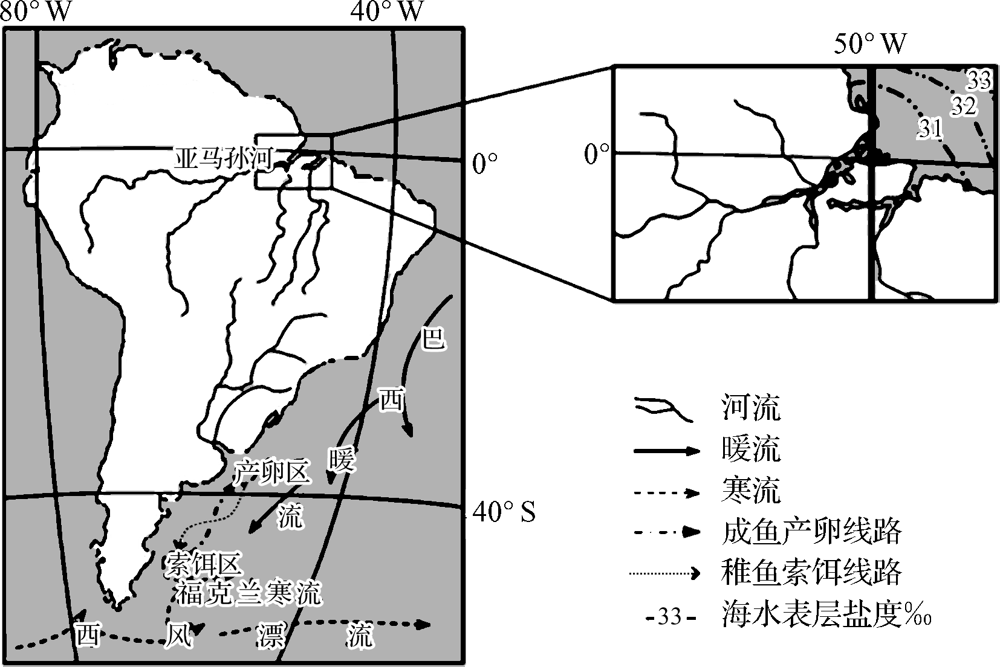 80° W
40° W
50° W
33
32
31
0°
亚马孙河
0°
巴
西
暖
流
产卵区
40° S
索饵区
福克兰寒流
西风漂流
河流
暖流
寒流
成鱼产卵线路
稚鱼索饵线路
-33- 海水表层盐度‰